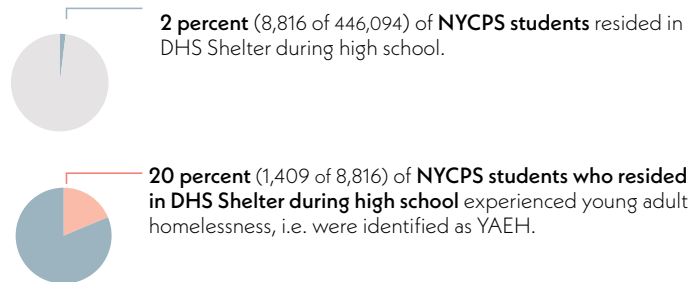 2 percent (8,816 of 446,094) of NYCPS students resided in
DHS Shelter during high school.
20 percent (1,409 of 8,816) of NYCPS students who resided
in DHS Shelter during high school experienced young adult
homelessness, i.e. were identified as YAEH.